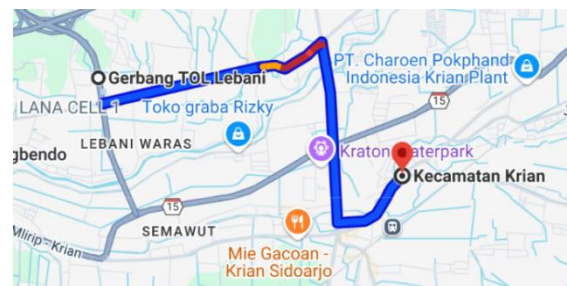 PT. Charoen Pokphand
Indonesia Krian Plant
Gerbang TOL Lebani
LANA CELL 1
Toko graba Rizky
15
LEBANI WARAS
gbendo
Kraton Waterpark
Kecamatan Krian
15
SEMAWUT
Mlirip - Krian
Mie Gacoan -
Krian Sidoarjo